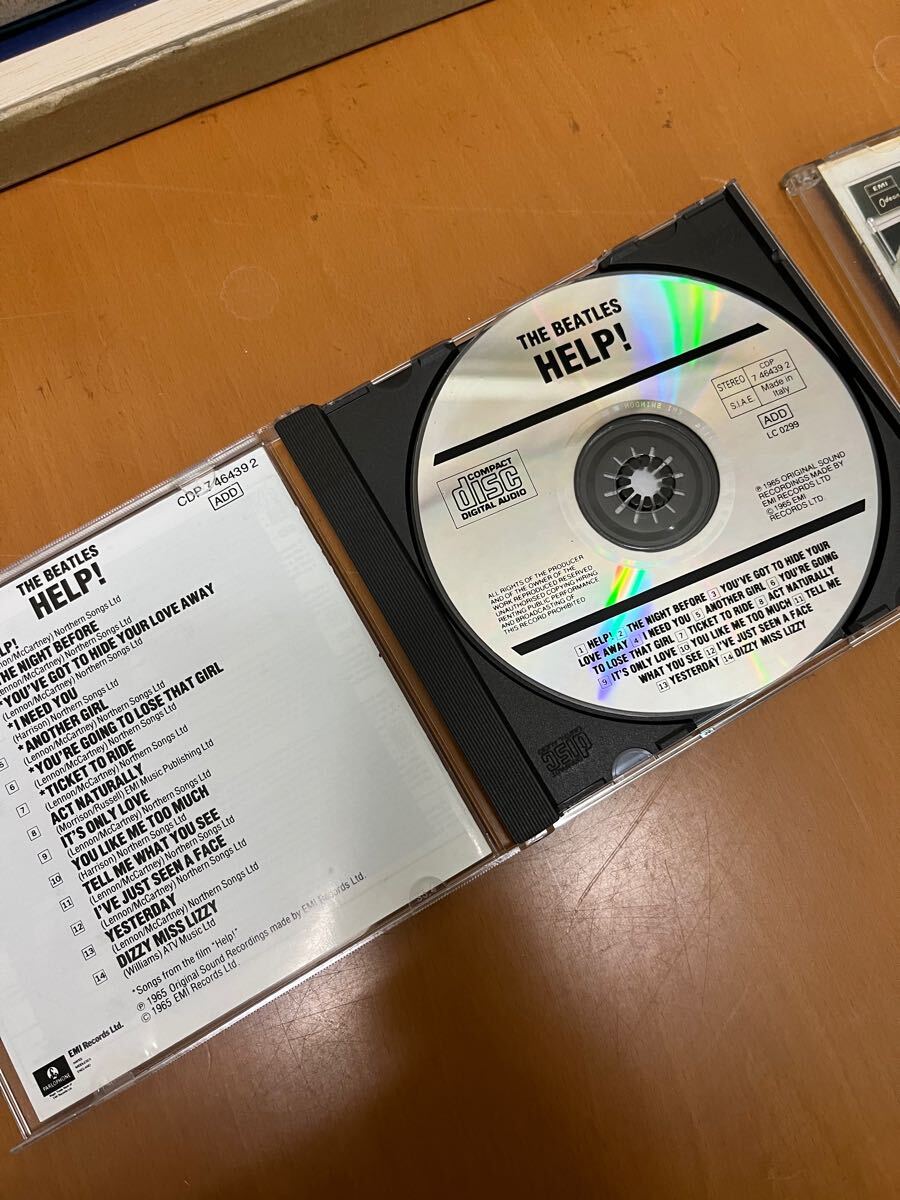 CDP 7 46439 2
ADD
THE BEATLES
HELP!
HELP!
(Lennon/McCartney) Northern Songs Ltd
THE NIGHT BEFORE
(Lennon/McCartney) Northern Songs Ltd
*YOU'VE GOT TO HIDE YOUR LOVE AWAY
(Lennon/McCartney) Northern Songs Ltd
*I NEED YOU
(Harrison) Northern Songs Ltd
*ANOTHER GIRL
(Lennon/McCartney) Northern Songs Ltd
6 *YOU'RE GOING TO LOSE THAT GIRL
(Lennon/McCartney) Northern Songs Ltd
7 *TICKET TO RIDE
(Lennon/McCartney) Northern Songs Ltd
8 ACT NATURALLY
(Morrison/Russell) EMI Music Publishing Ltd
9 IT'S ONLY LOVE
(Lennon/McCartney) Northern Songs Ltd
10 YOU LIKE ME TOO MUCH
(Harrison) Northern Songs Ltd
11 TELL ME WHAT YOU SEE
(Lennon/McCartney) Northern Songs Ltd
12 I'VE JUST SEEN A FACE
(Lennon/McCartney) Northern Songs Ltd
13 YESTERDAY
(Lennon/McCartney) Northern Songs Ltd
14 DIZZY MISS LIZZY
(Williams) ATV Music Ltd
*Songs from the film "Help!"
℗ 1965 Original Sound Recordings made by EMI Records Ltd.
© 1965 EMI Records Ltd.
PARLOPHONE
EMI Records Ltd.
THE BEATLES
HELP!
STEREO
S.I.A.E.
CDP
7 46439 2
Made in
Italy
ADD
LC 0299
COMPACT
disc
DIGITAL AUDIO
℗ 1965 ORIGINAL SOUND
RECORDINGS MADE BY
EMI RECORDS LTD
© 1965 EMI
RECORDS LTD.
ALL RIGHTS OF THE PRODUCER
AND OF THE OWNER OF THE
WORK REPRODUCED RESERVED
UNAUTHORISED COPYING HIRING
RENTING PUBLIC PERFORMANCE
AND BROADCASTING OF
THIS RECORD PROHIBITED
1 HELP! 2 THE NIGHT BEFORE 3 YOU'VE GOT TO HIDE YOUR
LOVE AWAY 4 I NEED YOU 5 ANOTHER GIRL 6 YOU'RE GOING
TO LOSE THAT GIRL 7 TICKET TO RIDE 8 ACT NATURALLY
9 IT'S ONLY LOVE 10 YOU LIKE ME TOO MUCH 11 TELL ME
WHAT YOU SEE 12 I'VE JUST SEEN A FACE
13 YESTERDAY 14 DIZZY MISS LIZZY
EMI SWINDON
COMPACT
disc
DIGITAL AUDIO
EMI
Odeon